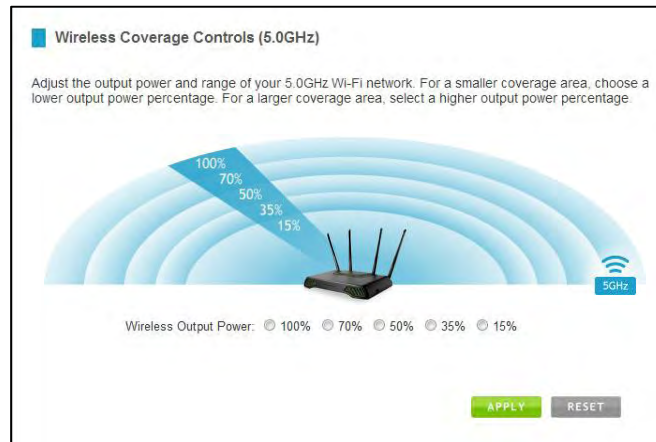 Wireless Coverage Controls (5.0GHz)
Adjust the output power and range of your 5.0GHz Wi-Fi network. For a smaller coverage area, choose a
lower output power percentage. For a larger coverage area, select a higher output power percentage.
100%
70%
50%
35%
15%
5GHz
Wireless Output Power: 100% 70% 50% 35% 15%
APPLY RESET